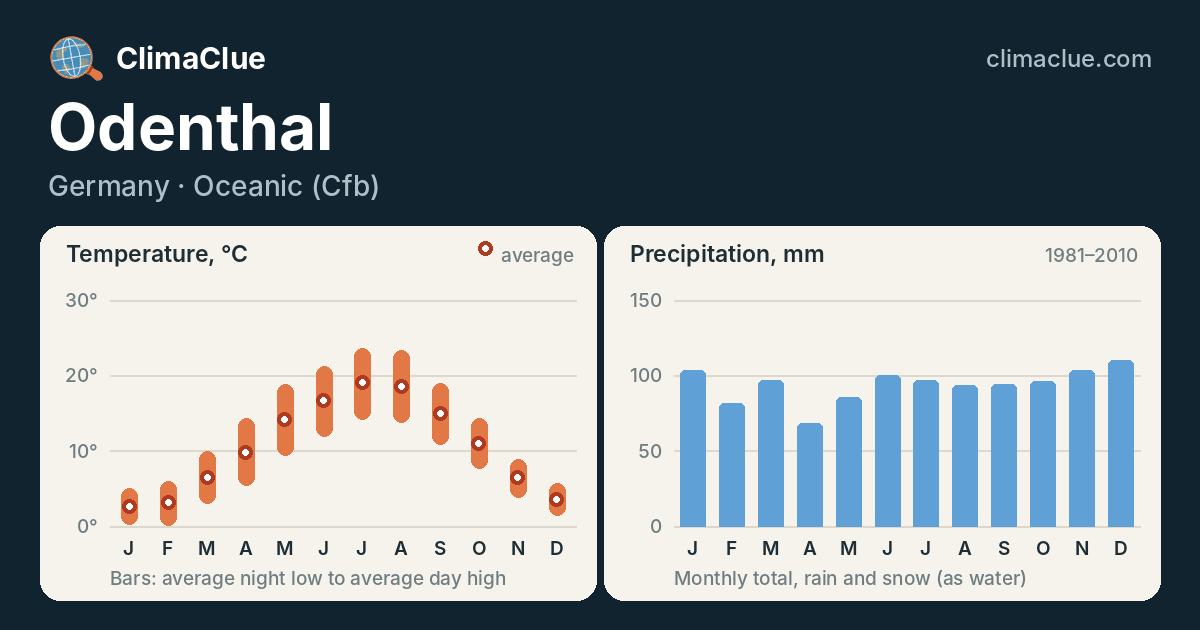 ClimaClue
climaclue.com
Odenthal
Germany · Oceanic (Cfb)
Temperature, °C
average
30°
20°
10°
0°
J F M A M J J A S O N D
Bars: average night low to average day high
Precipitation, mm
1981–2010
150
100
50
0
J F M A M J J A S O N D
Monthly total, rain and snow (as water)